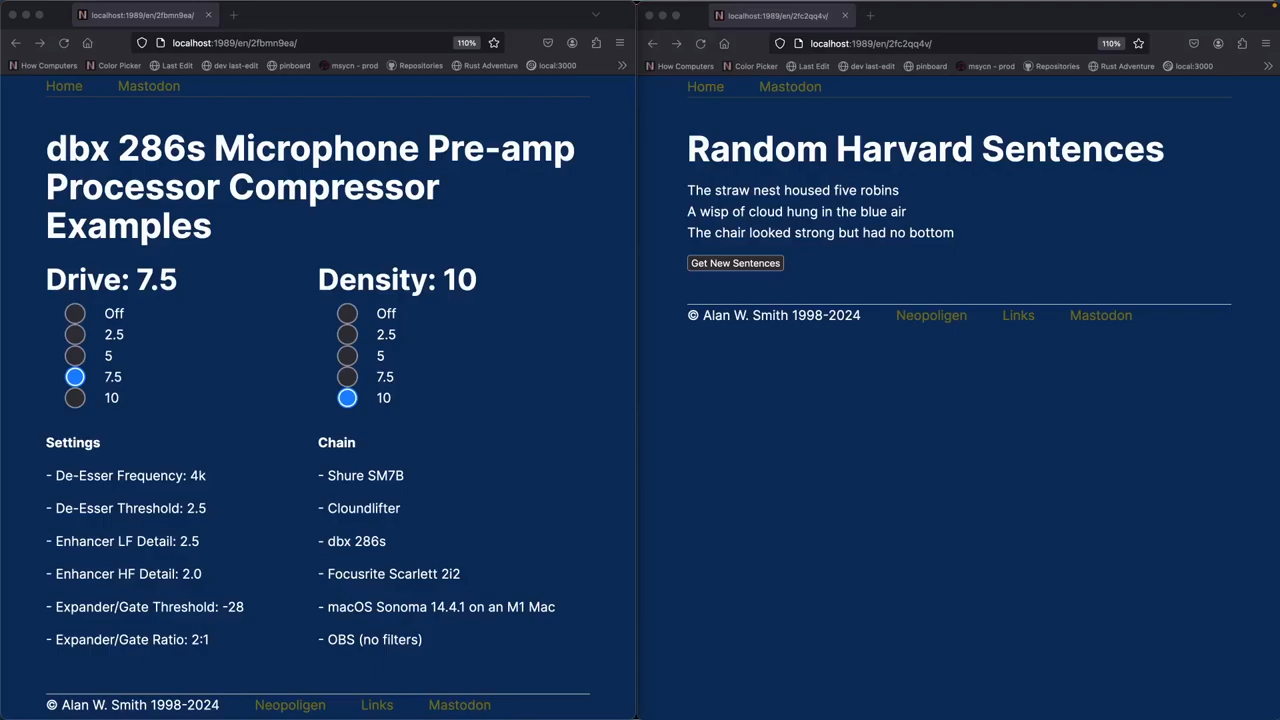 localhost:1989/en/2fbmn9ea/
localhost:1989/en/2fbmn9ea/
110%
How Computers
Color Picker
Last Edit
dev last-edit
pinboard
msycn - prod
Repositories
Rust Adventure
local:3000
Home
Mastodon
dbx 286s Microphone Pre-amp
Processor Compressor
Examples
Drive: 7.5
Off
2.5
5
7.5
10
Density: 10
Off
2.5
5
7.5
10
Settings
- De-Esser Frequency: 4k
- De-Esser Threshold: 2.5
- Enhancer LF Detail: 2.5
- Enhancer HF Detail: 2.0
- Expander/Gate Threshold: -28
- Expander/Gate Ratio: 2:1
Chain
- Shure SM7B
- Cloundlifter
- dbx 286s
- Focusrite Scarlett 2i2
- macOS Sonoma 14.4.1 on an M1 Mac
- OBS (no filters)
© Alan W. Smith 1998-2024
Neopoligen
Links
Mastodon
localhost:1989/en/2fc2qq4v/
localhost:1989/en/2fc2qq4v/
110%
How Computers
Color Picker
Last Edit
dev last-edit
pinboard
msycn - prod
Repositories
Rust Adventure
local:3000
Home
Mastodon
Random Harvard Sentences
The straw nest housed five robins
A wisp of cloud hung in the blue air
The chair looked strong but had no bottom
Get New Sentences
© Alan W. Smith 1998-2024
Neopoligen
Links
Mastodon